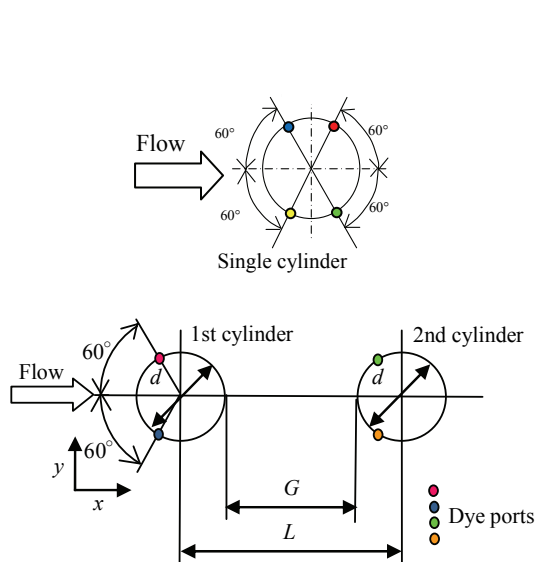 Flow
60°
60°
60°
60°
Single cylinder
1st cylinder
2nd cylinder
60°
Flow
d
d
60°
y
x
G
L
Dye ports